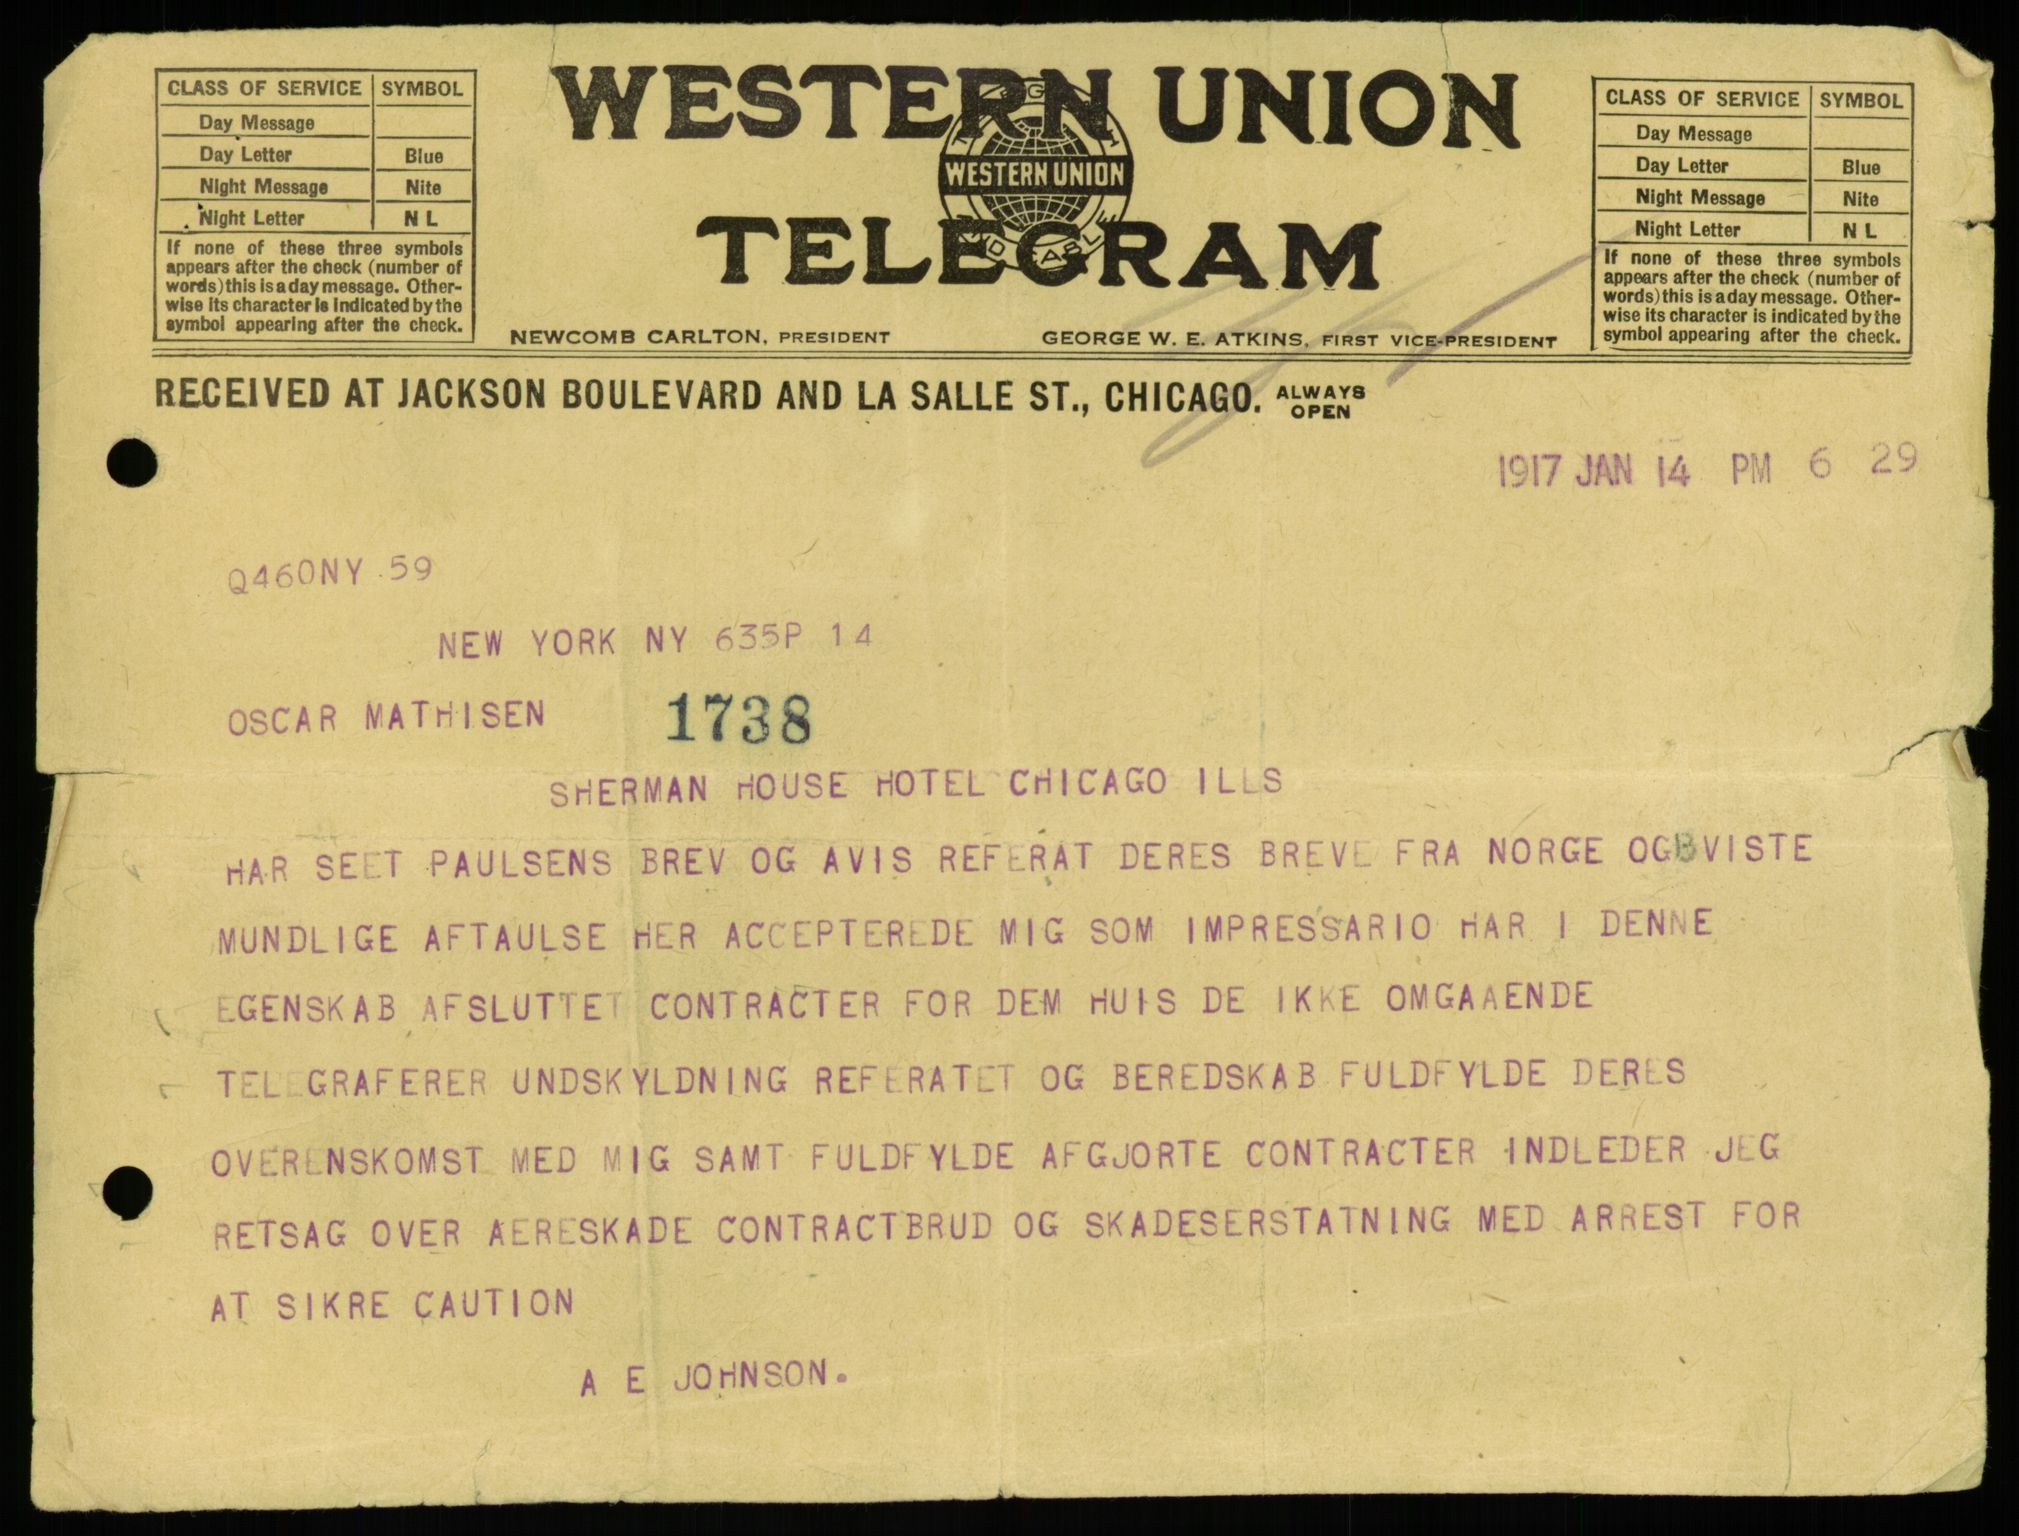 CLASS OF SERVICE SYMBOL
Day Message
Day Letter Blue
Night Message Nite
Night Letter N L
If none of these three symbols
appears after the check (number of
words) this is a day message. Other-
wise its character is indicated by the
symbol appearing after the check.
WESTERN UNION
WESTERN UNION
TELEGRAM
NEWCOMB CARLTON, PRESIDENT
GEORGE W. E. ATKINS, FIRST VICE-PRESIDENT
CLASS OF SERVICE SYMBOL
Day Message
Day Letter Blue
Night Message Nite
Night Letter N L
If none of these three symbols
appears after the check (number of
words) this is a day message. Other-
wise its character is indicated by the
symbol appearing after the check.
RECEIVED AT JACKSON BOULEVARD AND LA SALLE ST., CHICAGO. ALWAYS OPEN
1917 JAN 14 PM 6 29
Q460NY 59
NEW YORK NY 635P 14
OSCAR MATHISEN 1738
SHERMAN HOUSE HOTEL CHICAGO ILLS
HAR SEET PAULSENS BREV OG AVIS REFERAT DERES BREVE FRA NORGE OGBVISTE
MUNDLIGE AFTAULSE HER ACCEPTEREDE MIG SOM IMPRESSARIO HAR I DENNE
EGENSKAB AFSLUTTET CONTRACTER FOR DEM HUIS DE IKKE OMGAAENDE
TELEGRAFERER UNDSKYLDNING REFERATET OG BEREDSKAB FULDFYLDE DERES
OVERENSKOMST MED MIG SAMT FULDFYLDE AFGJORTE CONTRACTER INDLEDER JEG
RETSAG OVER AERESKADE CONTRACTBRUD OG SKADESERSTATNING MED ARREST FOR
AT SIKRE CAUTION
A E JOHNSON.